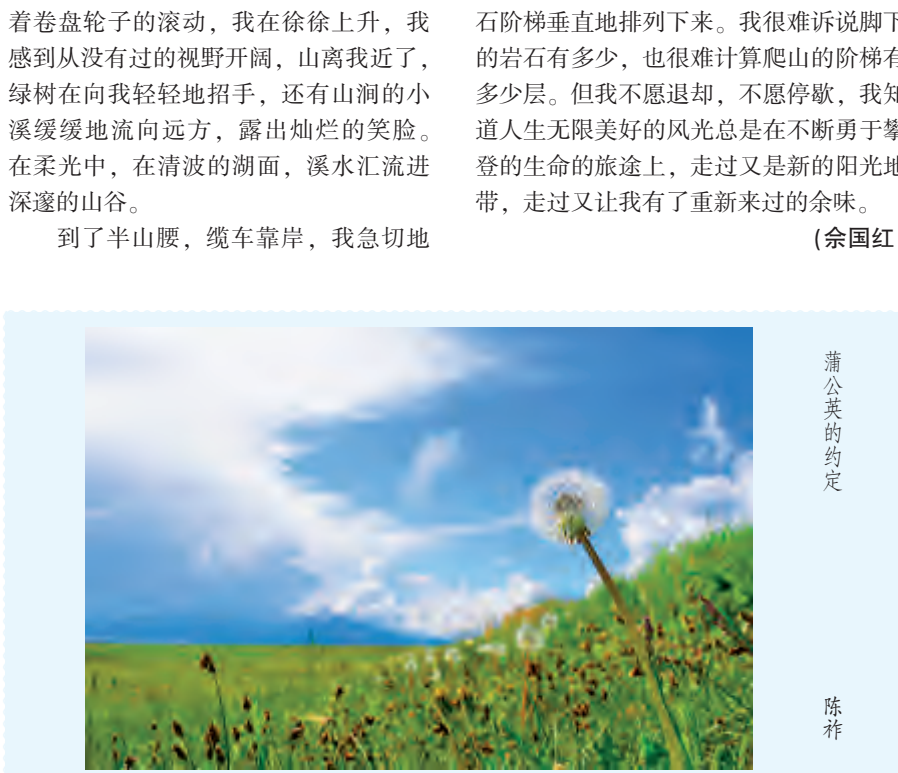 着卷盘轮子的滚动，我在徐徐上升，我
感到从没有过的视野开阔，山离我近了，
绿树在向我轻轻地招手，还有山涧的小
溪缓缓地流向远方，露出灿烂的笑脸。
在柔光中，在清波的湖面，溪水汇流进
深邃的山谷。
到了半山腰，缆车靠岸，我急切地
石阶梯垂直地排列下来。我很难诉说脚下
的岩石有多少，也很难计算爬山的阶梯有
多少层。但我不愿退却，不愿停歇，我知
道人生无限美好的风光总是在不断勇于攀
登的生命的旅途上，走过又是新的阳光地
带，走过又让我有了重新来过的余味。
(佘国红
蒲公英的约定
陈祚